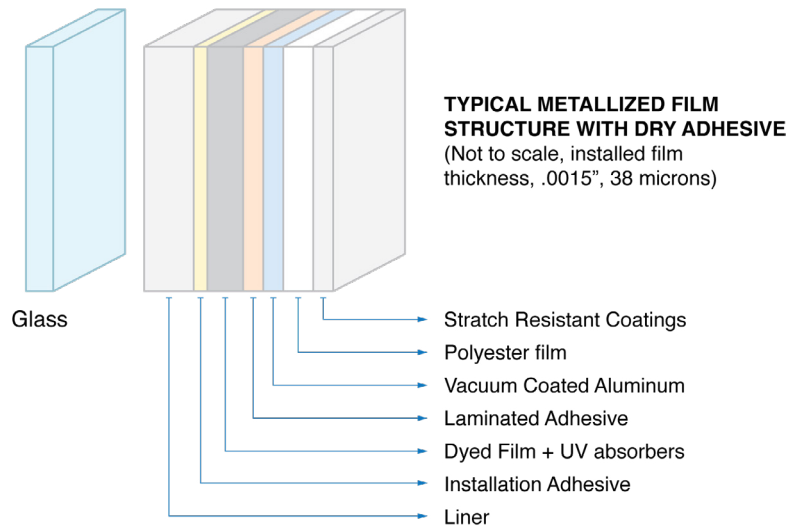 TYPICAL METALLIZED FILM
STRUCTURE WITH DRY ADHESIVE
(Not to scale, installed film
thickness, .0015”, 38 microns)
Glass
Stratch Resistant Coatings
Polyester film
Vacuum Coated Aluminum
Laminated Adhesive
Dyed Film + UV absorbers
Installation Adhesive
Liner